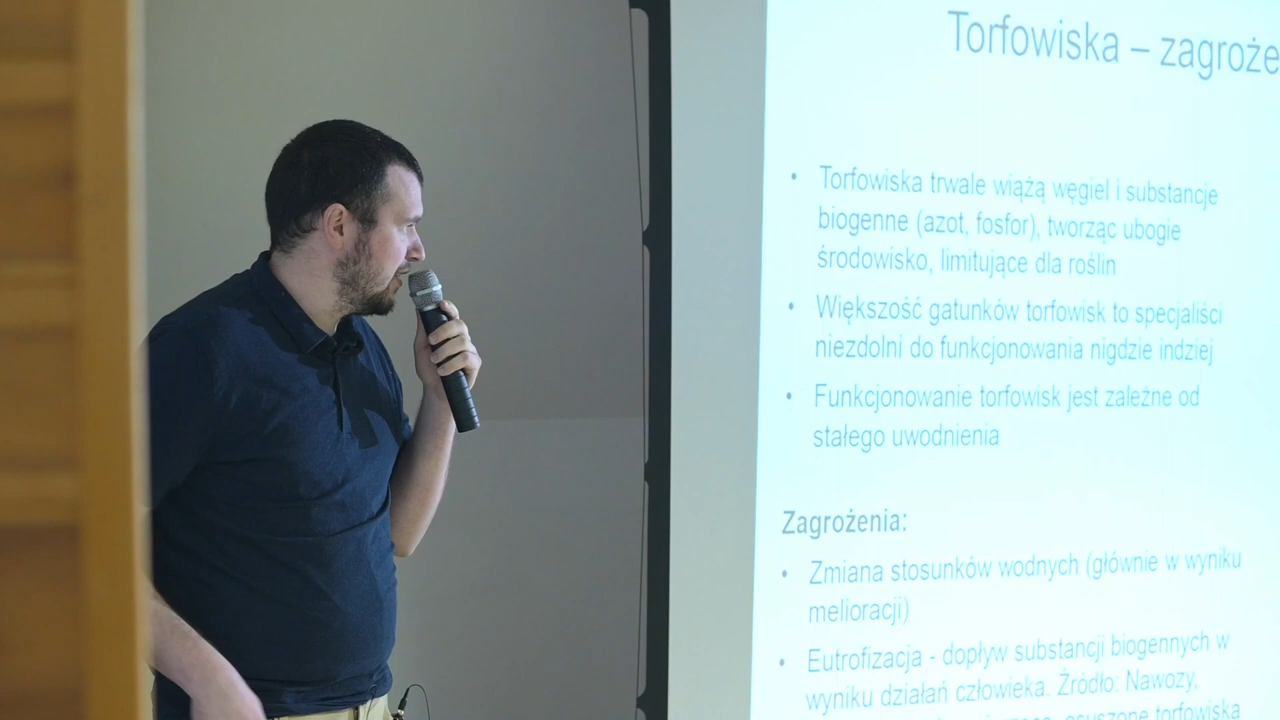 Torfowiska – zagroże
• Torfowiska trwale wiążą węgiel i substancje
biogenne (azot, fosfor), tworząc ubogie
środowisko, limitujące dla roślin
• Większość gatunków torfowisk to specjaliści
niezdolni do funkcjonowania nigdzie indziej
• Funkcjonowanie torfowisk jest zależne od
stałego uwodnienia
Zagrożenia:
• Zmiana stosunków wodnych (głównie w wyniku
melioracji)
• Eutrofizacja - dopływ substancji biogennych w
wyniku działań człowieka. Źródło: Nawozy,
osuszone torfowiska